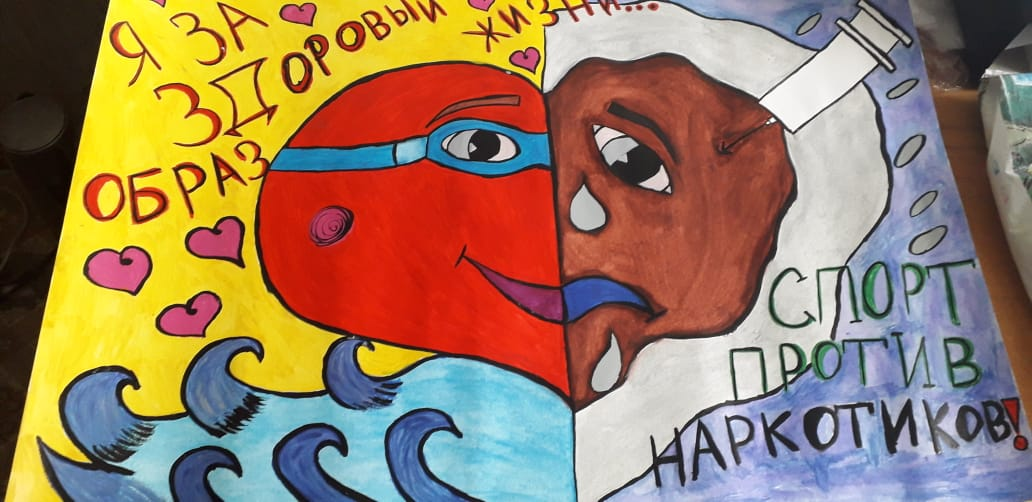 Я ЗА
ЗДОРОВЫЙ
ОБРАЗ
ЖИЗНИ...
СПОРТ
ПРОТИВ
НАРКОТИКОВ!